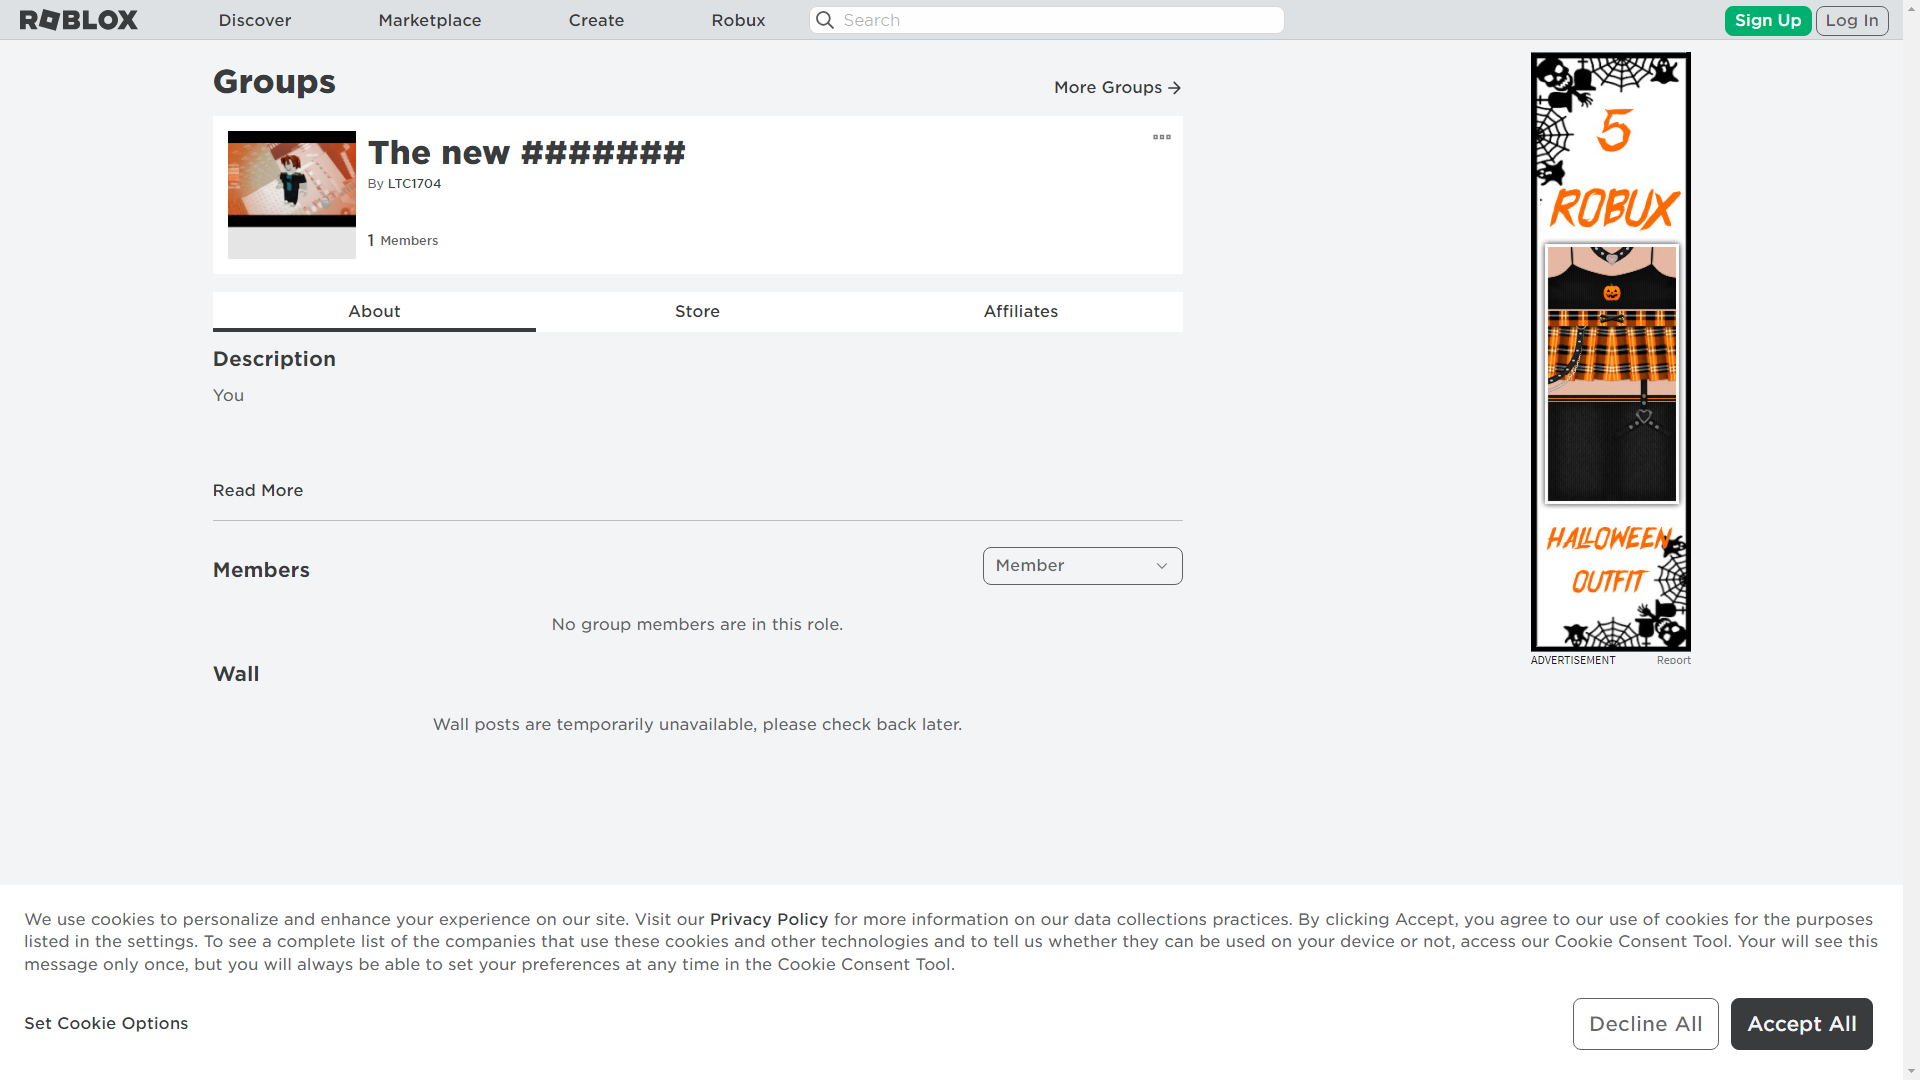 ROBLOX
Discover
Marketplace
Create
Robux
Search
Sign Up
Log In
Groups
More Groups
The new #######
By LTC1704
1 Members
About
Store
Affiliates
Description
You
Read More
Members
Member
No group members are in this role.
Wall
Wall posts are temporarily unavailable, please check back later.
5
ROBUX
HALLOWEEN
OUTFIT
ADVERTISEMENT
Report
We use cookies to personalize and enhance your experience on our site. Visit our Privacy Policy for more information on our data collections practices. By clicking Accept, you agree to our use of cookies for the purposes
listed in the settings. To see a complete list of the companies that use these cookies and other technologies and to tell us whether they can be used on your device or not, access our Cookie Consent Tool. Your will see this
message only once, but you will always be able to set your preferences at any time in the Cookie Consent Tool.
Set Cookie Options
Decline All
Accept All